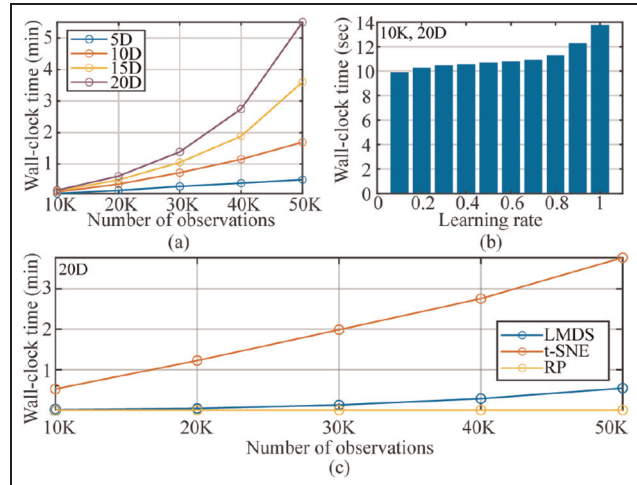 Wall-clock time (min)
5
4
3
2
1
5D
10D
15D
20D
10K 20K 30K 40K 50K
Number of observations
(a)
Wall-clock time (sec)
14
12
10
8
6
4
2
0
10K, 20D
0 0.2 0.4 0.6 0.8 1
Learning rate
(b)
Wall-clock time (min)
3
2
1
20D
LMDS
t-SNE
RP
10K 20K 30K 40K 50K
Number of observations
(c)